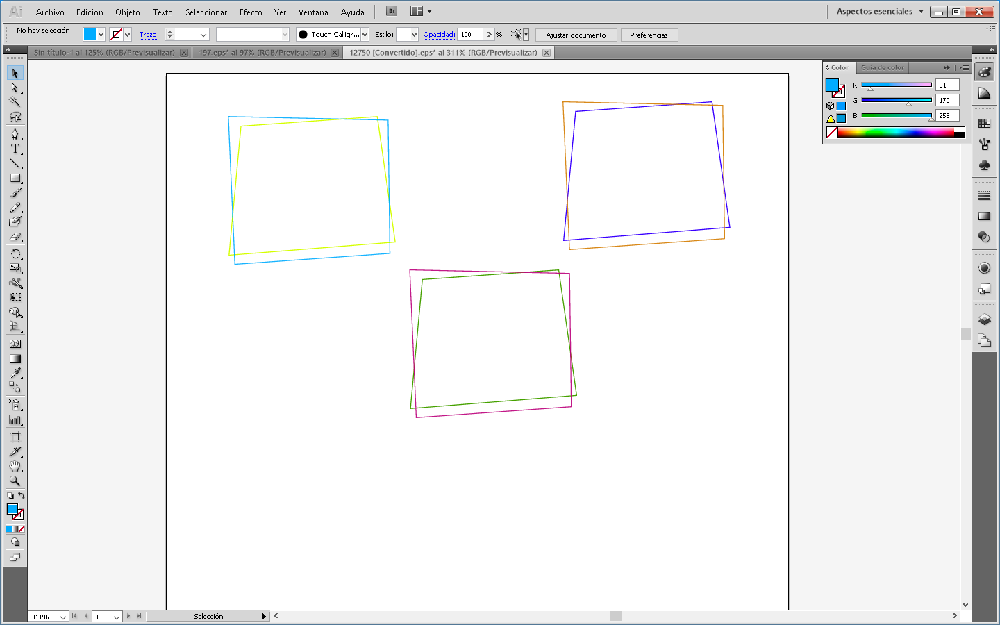 Ai Archivo Edición Objeto Texto Seleccionar Efecto Ver Ventana Ayuda Br Aspectos esenciales
No hay selección Trazo: Touch Calligr... Estilo: Opacidad: 100 % Ajustar documento Preferencias
Sin título-1 al 125% (RGB/Previsualizar) 197.eps* al 97% (RGB/Previsualizar) 12750 [Convertido].eps* al 311% (RGB/Previsualizar)
Color Guía de color
R 31
G 170
B 255
T
311% 1 Selección